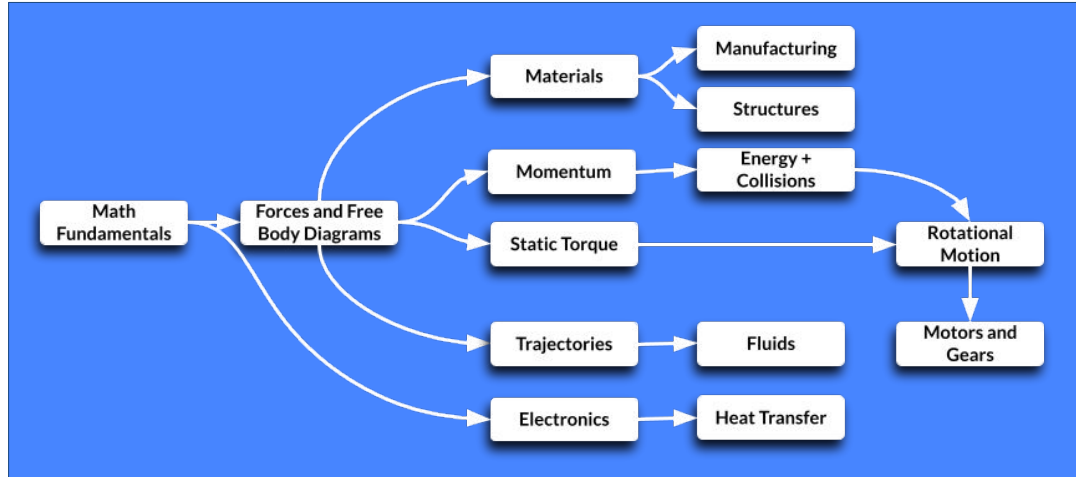 Manufacturing
Materials
Structures
Momentum
Energy +
Collisions
Math
Fundamentals
Forces and Free
Body Diagrams
Static Torque
Rotational
Motion
Trajectories
Fluids
Motors and
Gears
Electronics
Heat Transfer